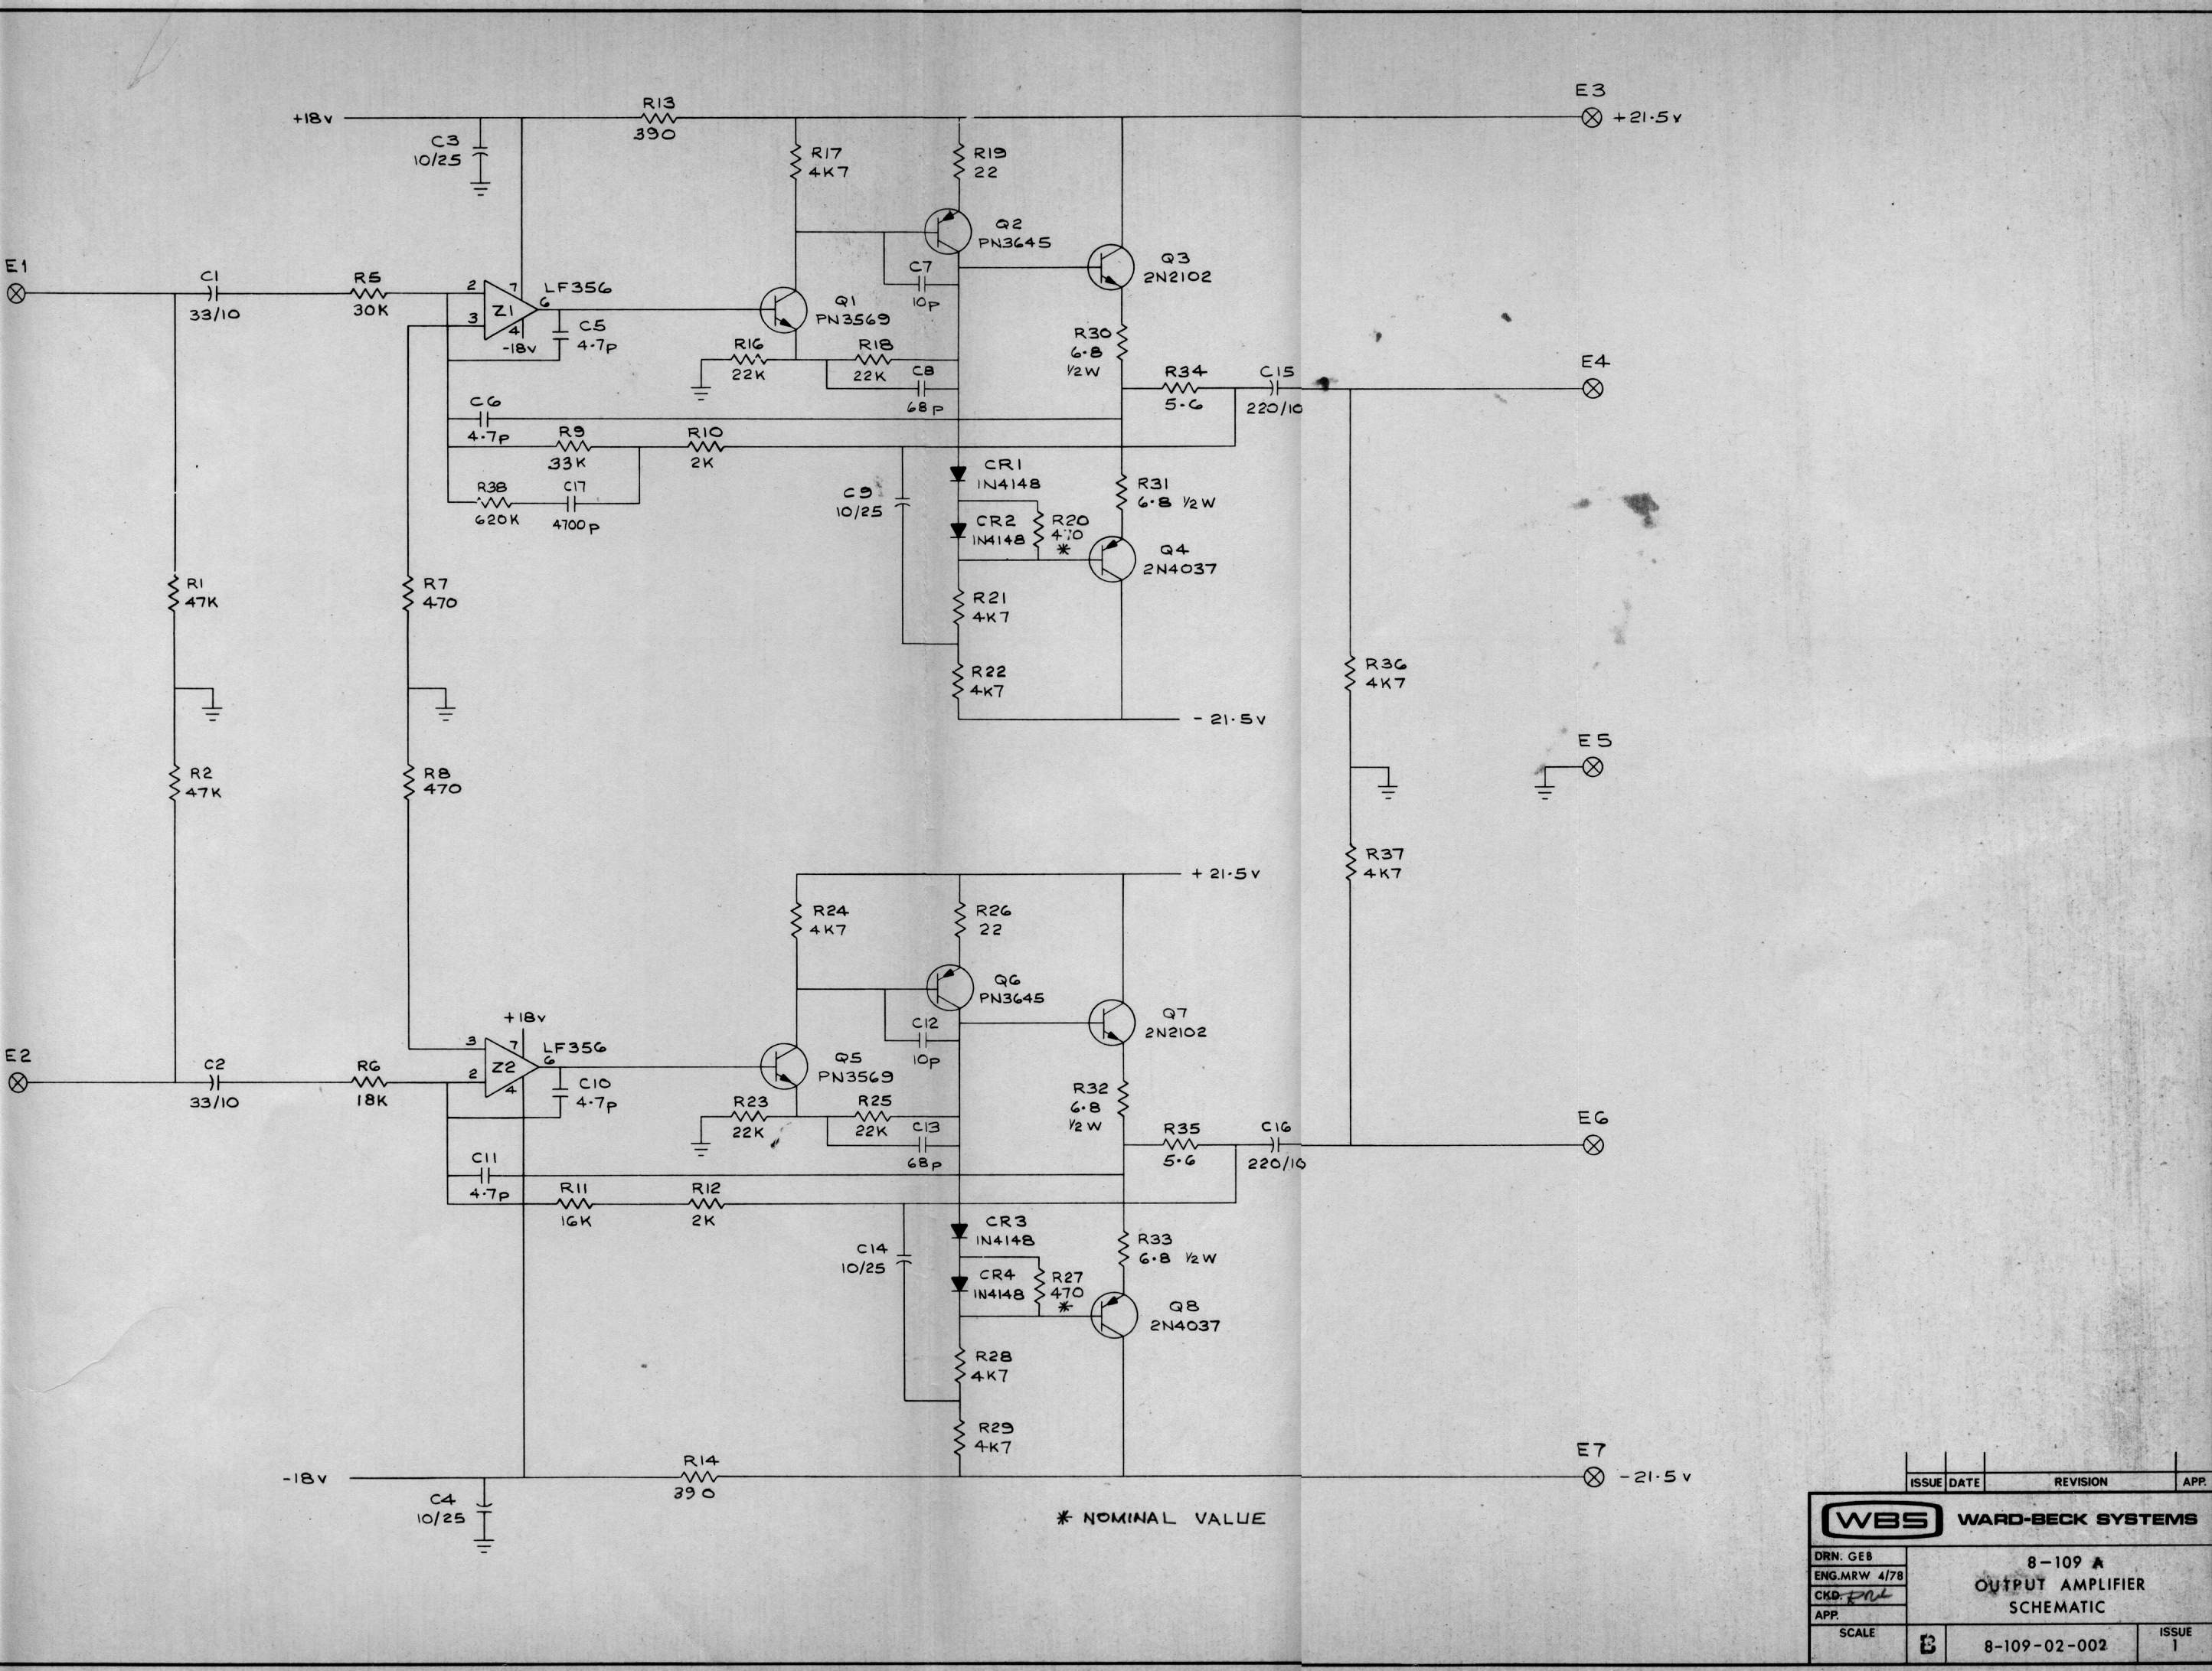 E3
+21.5v
R13
390
+18v
C3
10/25
R17
4K7
R19
22
Q2
PN3645
E1
C1
33/10
R5
30K
2
7
LF356
6
3
Z1
4
-18v
C5
4.7p
C7
10p
Q1
PN3569
Q3
2N2102
R16
22K
R18
22K
C8
68p
R30
6.8
½W
R34
5.6
C15
220/10
E4
C6
4.7p
R9
33K
R10
2K
R38
620K
C17
4700p
C9
10/25
CR1
1N4148
CR2
1N4148
R20
470
*
R31
6.8 ½W
Q4
2N4037
R1
47K
R7
470
R21
4K7
R22
4K7
- 21.5v
R36
4K7
E5
R2
47K
R8
470
R37
4K7
+ 21.5v
R24
4K7
R26
22
Q6
PN3645
+18v
E2
C2
33/10
R6
18K
3
7
LF356
6
2
Z2
4
C10
4.7p
C12
10p
Q5
PN3569
Q7
2N2102
R23
22K
R25
22K
C13
68p
R32
6.8
½W
R35
5.6
C16
220/10
E6
C11
4.7p
R11
16K
R12
2K
C14
10/25
CR3
1N4148
CR4
1N4148
R27
470
*
R33
6.8 ½W
Q8
2N4037
R28
4K7
R29
4K7
-18v
R14
390
C4
10/25
E7
- 21.5v
* NOMINAL VALUE
ISSUE DATE REVISION APP.
WBS WARD-BECK SYSTEMS
DRN. GEB
ENG. MRW 4/78
CKD.
APP.
SCALE
8-109 A
OUTPUT AMPLIFIER
SCHEMATIC
B
8-109-02-002
ISSUE
1